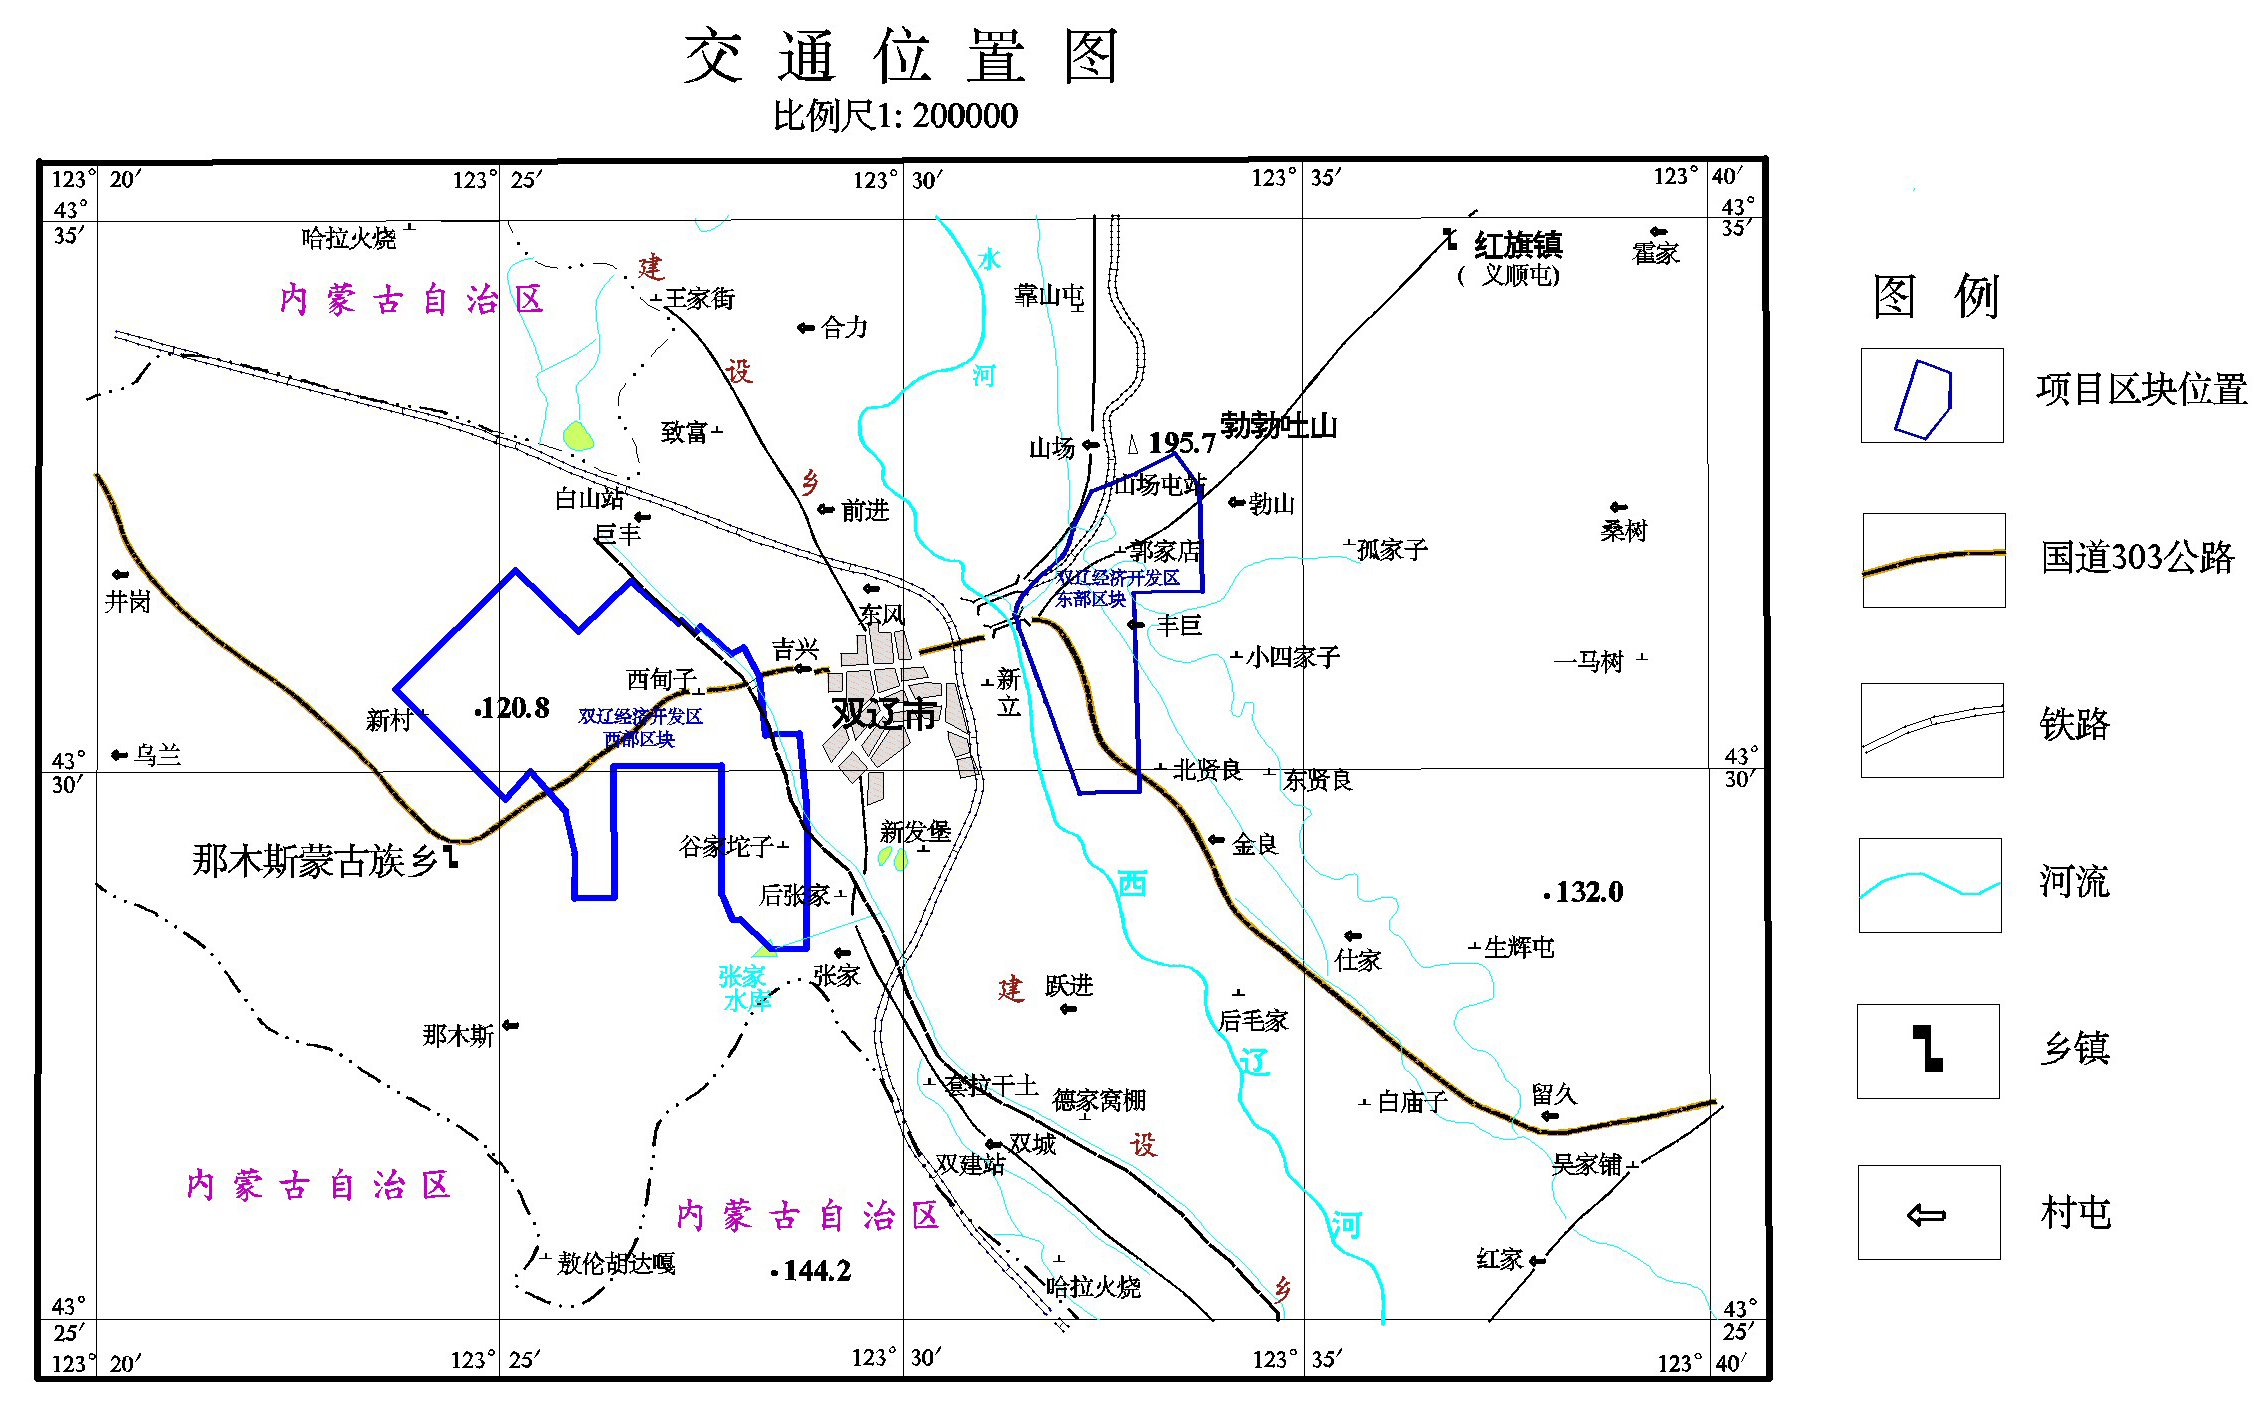 交通位置图
比例尺1: 200000
123° 20′
123° 25′
123° 30′
123° 35′
123° 40′
43°
35′
43°
35′
哈拉火烧
内蒙古自治区
建
王家街
合力
水
靠山屯
红旗镇
( 义顺屯)
霍家
设
河
致富
山场
195.7
勃勃吐山
白山站
乡
前进
山场屯站
勃山
桑树
巨丰
郭家店
孤家子
井岗
双辽经济开发区
东部区块
东风
丰巨
吉兴
小四家子
一马树
西甸子
新立
新村
.120.8
双辽经济开发区
西部区块
双辽市
乌兰
43°
30′
43°
30′
北贤良
东贤良
新发堡
谷家坨子
金良
那木斯蒙古族乡
后张家
西
.132.0
张家
水库
张家
仕家
生辉屯
建
跃进
那木斯
后毛家
辽
套拉干土
德家窝棚
白庙子
留久
双城
设
双建站
吴家铺
内蒙古自治区
内蒙古自治区
河
敖伦胡达嘎
.144.2
哈拉火烧
乡
红家
43°
25′
43°
25′
123° 20′
123° 25′
123° 30′
123° 35′
123° 40′
图例
项目区块位置
国道303公路
铁路
河流
乡镇
村屯